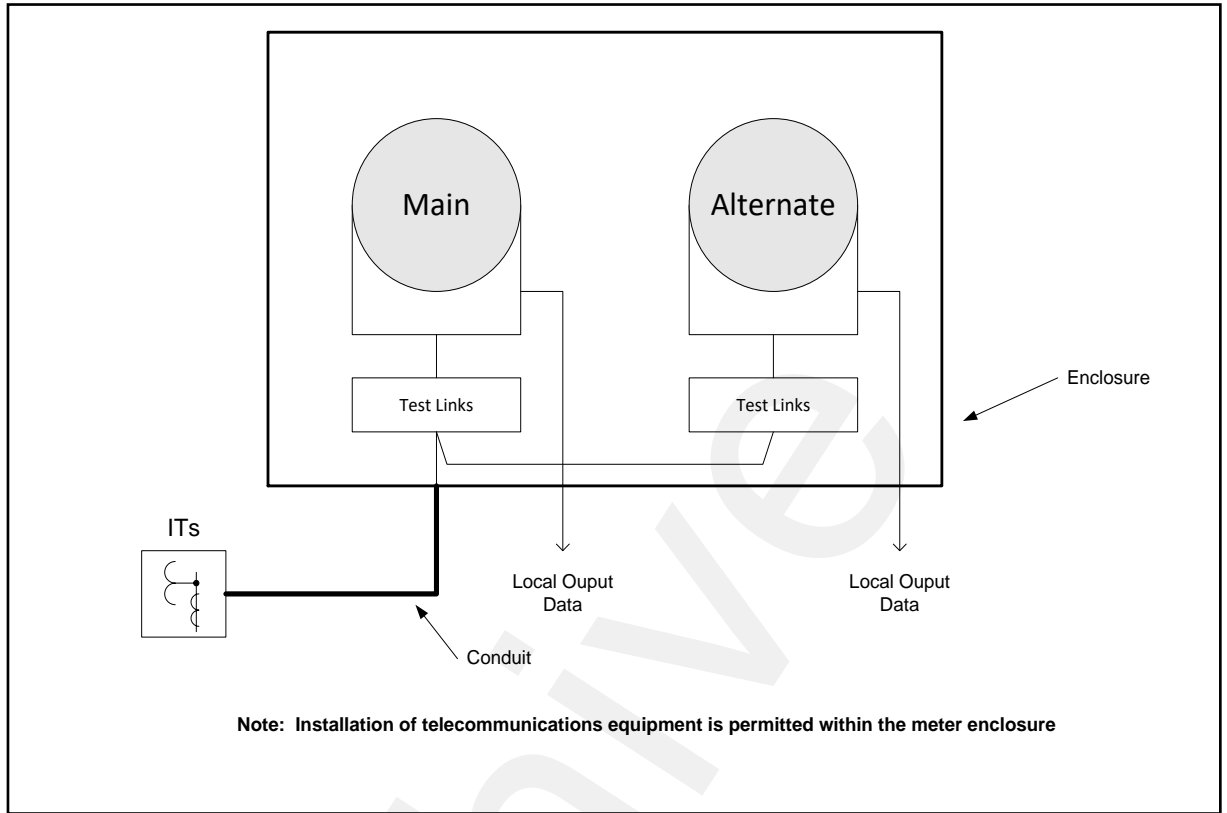 Main
Alternate
Test Links
Test Links
Enclosure
ITs
Local Ouput
Data
Local Ouput
Data
Conduit
Note: Installation of telecommunications equipment is permitted within the meter enclosure
hive